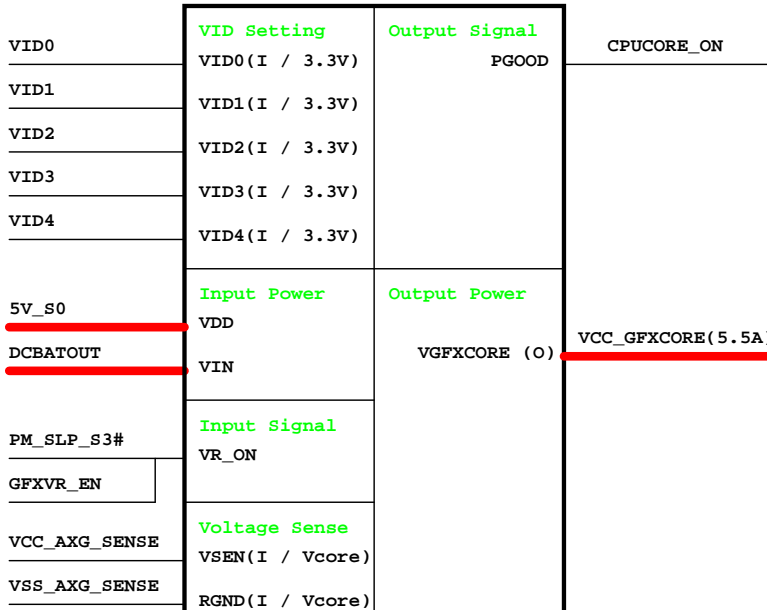 VID0
VID1
VID2
VID3
VID4
5V_S0
DCBATOUT
PM_SLP_S3#
GFXVR_EN
VCC_AXG_SENSE
VSS_AXG_SENSE
VID Setting
VID0(I / 3.3V)
VID1(I / 3.3V)
VID2(I / 3.3V)
VID3(I / 3.3V)
VID4(I / 3.3V)
Input Power
VDD
VIN
Input Signal
VR_ON
Voltage Sense
VSEN(I / Vcore)
RGND(I / Vcore)
Output Signal
PGOOD
Output Power
VGFXCORE (O)
CPUCORE_ON
VCC_GFXCORE(5.5A)